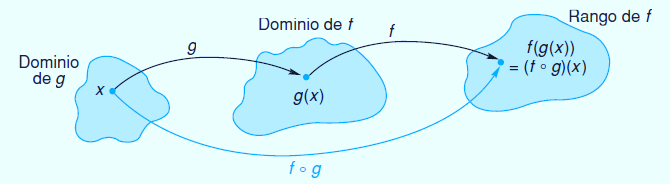 Dominio
de g
x
g
Dominio de f
g(x)
f
Rango de f
f(g(x))
= (f ∘ g)(x)
f ∘ g